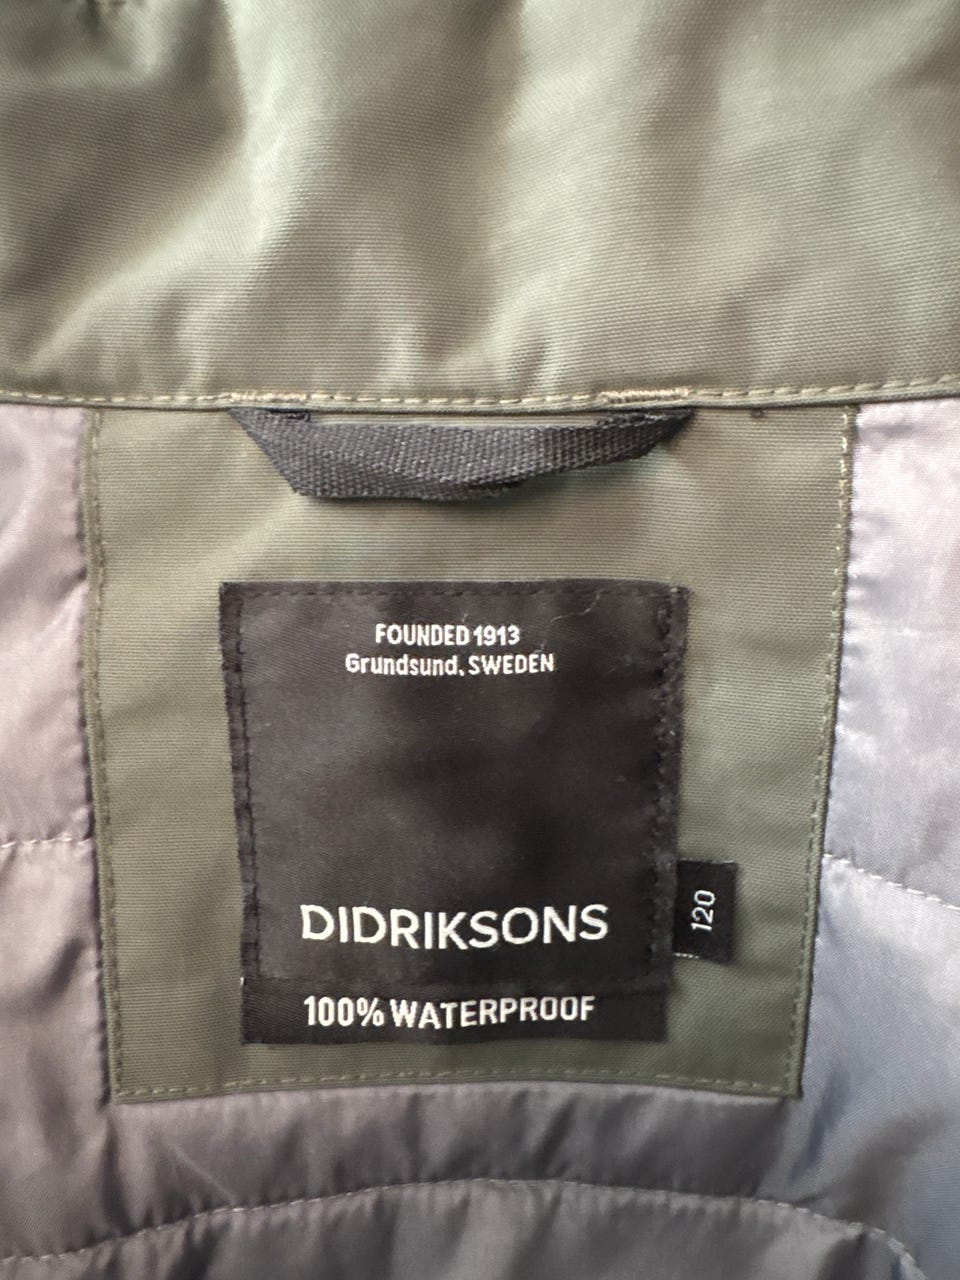 FOUNDED 1913
Grundsund, SWEDEN
DIDRIKSONS
120
100% WATERPROOF